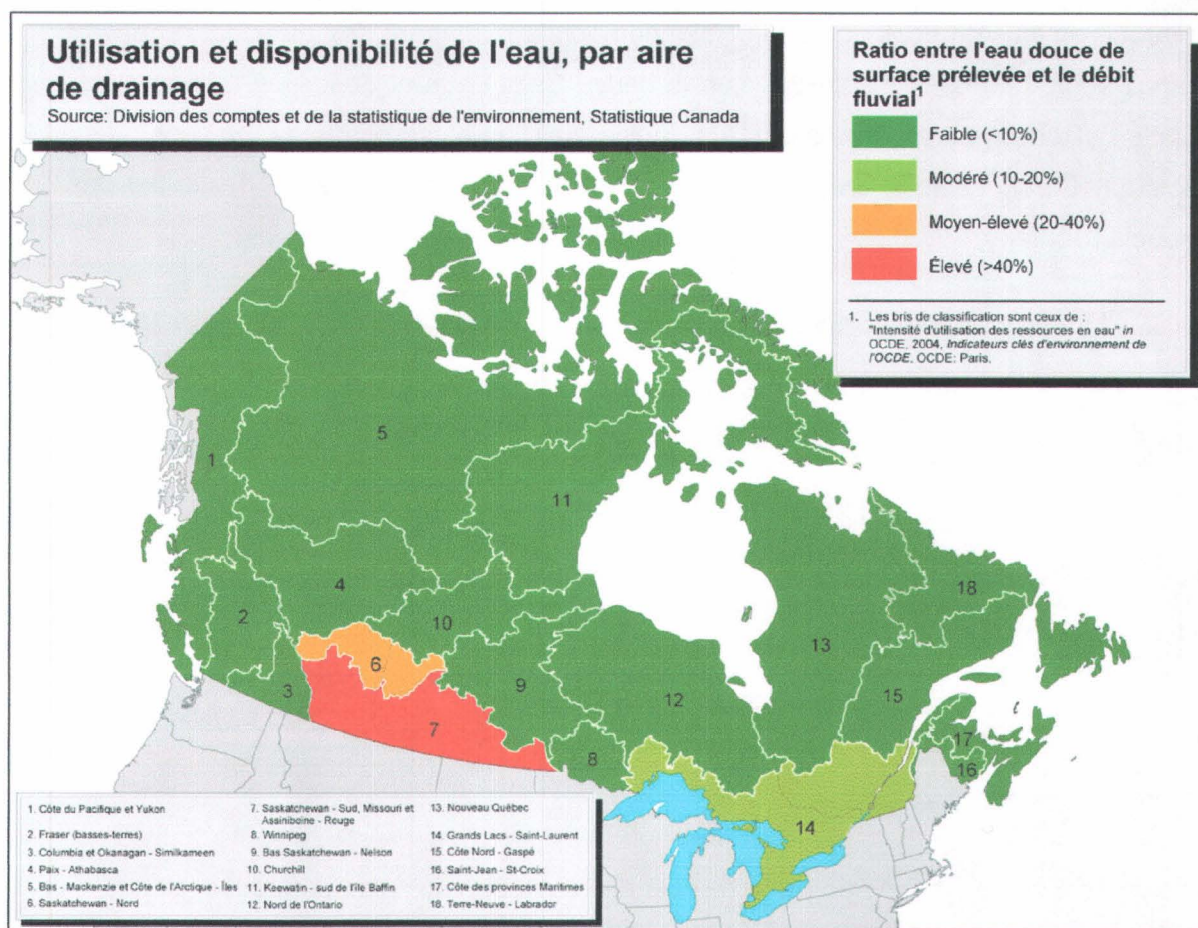 Utilisation et disponibilité de l'eau, par aire
de drainage
Source: Division des comptes et de la statistique de l'environnement, Statistique Canada
Ratio entre l'eau douce de
surface prélevée et le débit
fluvial1
Faible (<10%)
Modéré (10-20%)
Moyen-élevé (20-40%)
Élevé (>40%)
1. Les bris de classification sont ceux de :
"Intensité d'utilisation des ressources en eau" in
OCDE, 2004, Indicateurs clés d'environnement de
l'OCDE. OCDE: Paris.
5
1
11
4
18
2
10
13
6
9
3
15
12
7
17
8
16
14
1. Côte du Pacifique et Yukon
2. Fraser (basses-terres)
3. Columbia et Okanagan - Similkameen
4. Paix - Athabasca
5. Bas - Mackenzie et Côte de l'Arctique - Îles
6. Saskatchewan - Nord
7. Saskatchewan - Sud, Missouri et
Assiniboine - Rouge
8. Winnipeg
9. Bas Saskatchewan - Nelson
10. Churchill
11. Keewatin - sud de l'île Baffin
12. Nord de l'Ontario
13. Nouveau Québec
14. Grands Lacs - Saint-Laurent
15. Côte Nord - Gaspé
16. Saint-Jean - St-Croix
17. Côte des provinces Maritimes
18. Terre-Neuve - Labrador